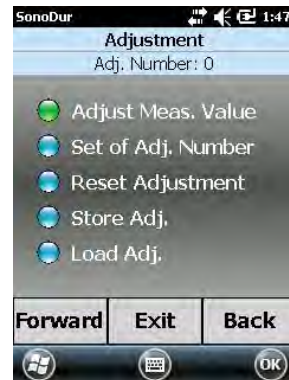 SonoDur 1:47
Adjustment
Adj. Number: 0
Adjust Meas. Value
Set of Adj. Number
Reset Adjustment
Store Adj.
Load Adj.
Forward Exit Back
OK